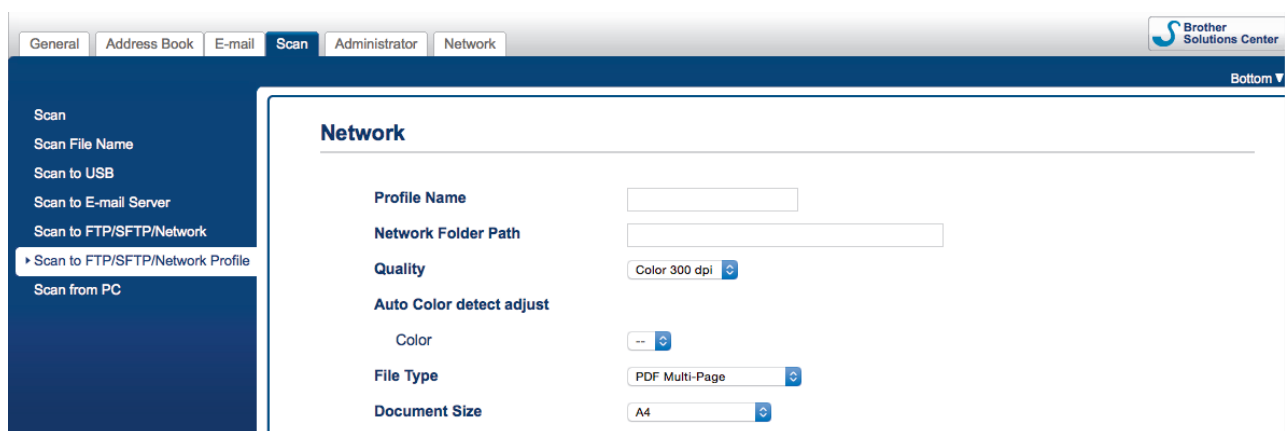 General Address Book E-mail Scan Administrator Network
Brother
Solutions Center
Bottom ▼
Scan
Scan File Name
Scan to USB
Scan to E-mail Server
Scan to FTP/SFTP/Network
Scan to FTP/SFTP/Network Profile
Scan from PC
Network
Profile Name
Network Folder Path
Quality Color 300 dpi
Auto Color detect adjust
Color --
File Type PDF Multi-Page
Document Size A4